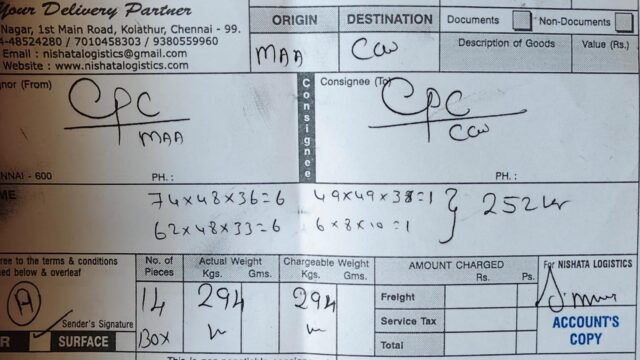 Your Delivery Partner
Nagar, 1st Main Road, Kolathur, Chennai - 99.
4-48524280 / 7010458303 / 9380559960
Email : nishatalogistics@gmail.com
Website : www.nishatalogistics.com
ORIGIN
DESTINATION
Documents
Non-Documents
MAA
Description of Goods
Value (Rs.)
nor (From)
Consignee
Consignee (To)
CPC
MAA
CPC
NNAI - 600
PH. :
PH. :
74x48x36=6
49x49x38=1
62x48x33=6
6x8x10=1
ree to the terms & conditions
ed below & overleaf
No. of Pieces
Actual Weight
Kgs. Gms.
Chargeable Weight
Kgs. Gms.
AMOUNT CHARGED
Rs. Ps.
For NISHATA LOGISTICS
A
14
BOX
294
294
Freight
Service Tax
Total
Sender's Signature
SURFACE
ACCOUNT'S
COPY